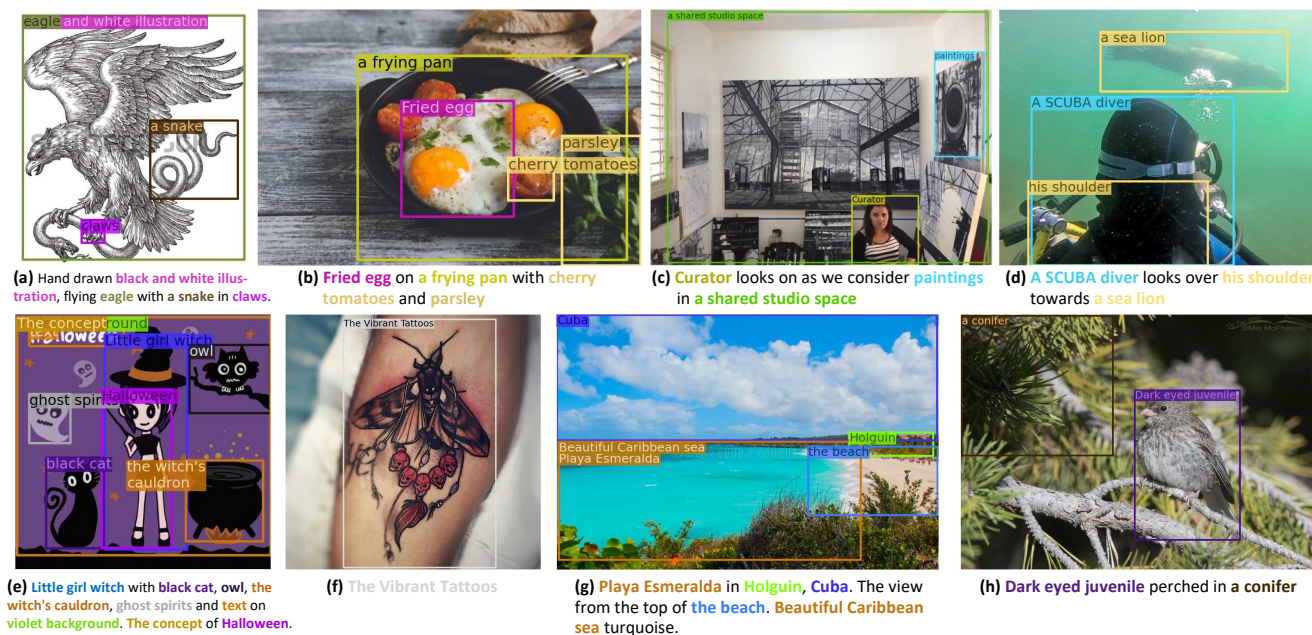 eagle and white illustration
a snake
claws
(a) Hand drawn black and white illus-
tration, flying eagle with a snake in claws.
a frying pan
Fried egg
parsley
cherry tomatoes
(b) Fried egg on a frying pan with cherry
tomatoes and parsley
a shared studio space
paintings
Curator
(c) Curator looks on as we consider paintings
in a shared studio space
a sea lion
A SCUBA diver
his shoulder
(d) A SCUBA diver looks over his shoulder
towards a sea lion
The concept round
Halloween
Little girl witch
owl
Halloween
ghost spirits
black cat
the witch's
cauldron
(e) Little girl witch with black cat, owl, the
witch's cauldron, ghost spirits and text on
violet background. The concept of Halloween.
The Vibrant Tattoos
(f) The Vibrant Tattoos
Cuba
Holguin
Beautiful Caribbean sea
Playa Esmeralda
the beach
(g) Playa Esmeralda in Holguin, Cuba. The view
from the top of the beach. Beautiful Caribbean
sea turquoise.
a conifer
Dark eyed juvenile
(h) Dark eyed juvenile perched in a conifer